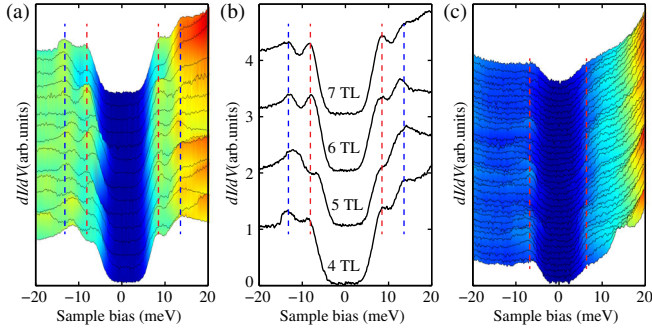 (a)
dI/dV(arb.units)
−20 −10 0 10 20
Sample bias (meV)
(b)
4
3
2
1
0
dI/dV(arb.units)
7 TL
6 TL
5 TL
4 TL
−20 −10 0 10 20
Sample bias (meV)
(c)
dI/dV(arb.units)
−20 −10 0 10 20
Sample bias (meV)